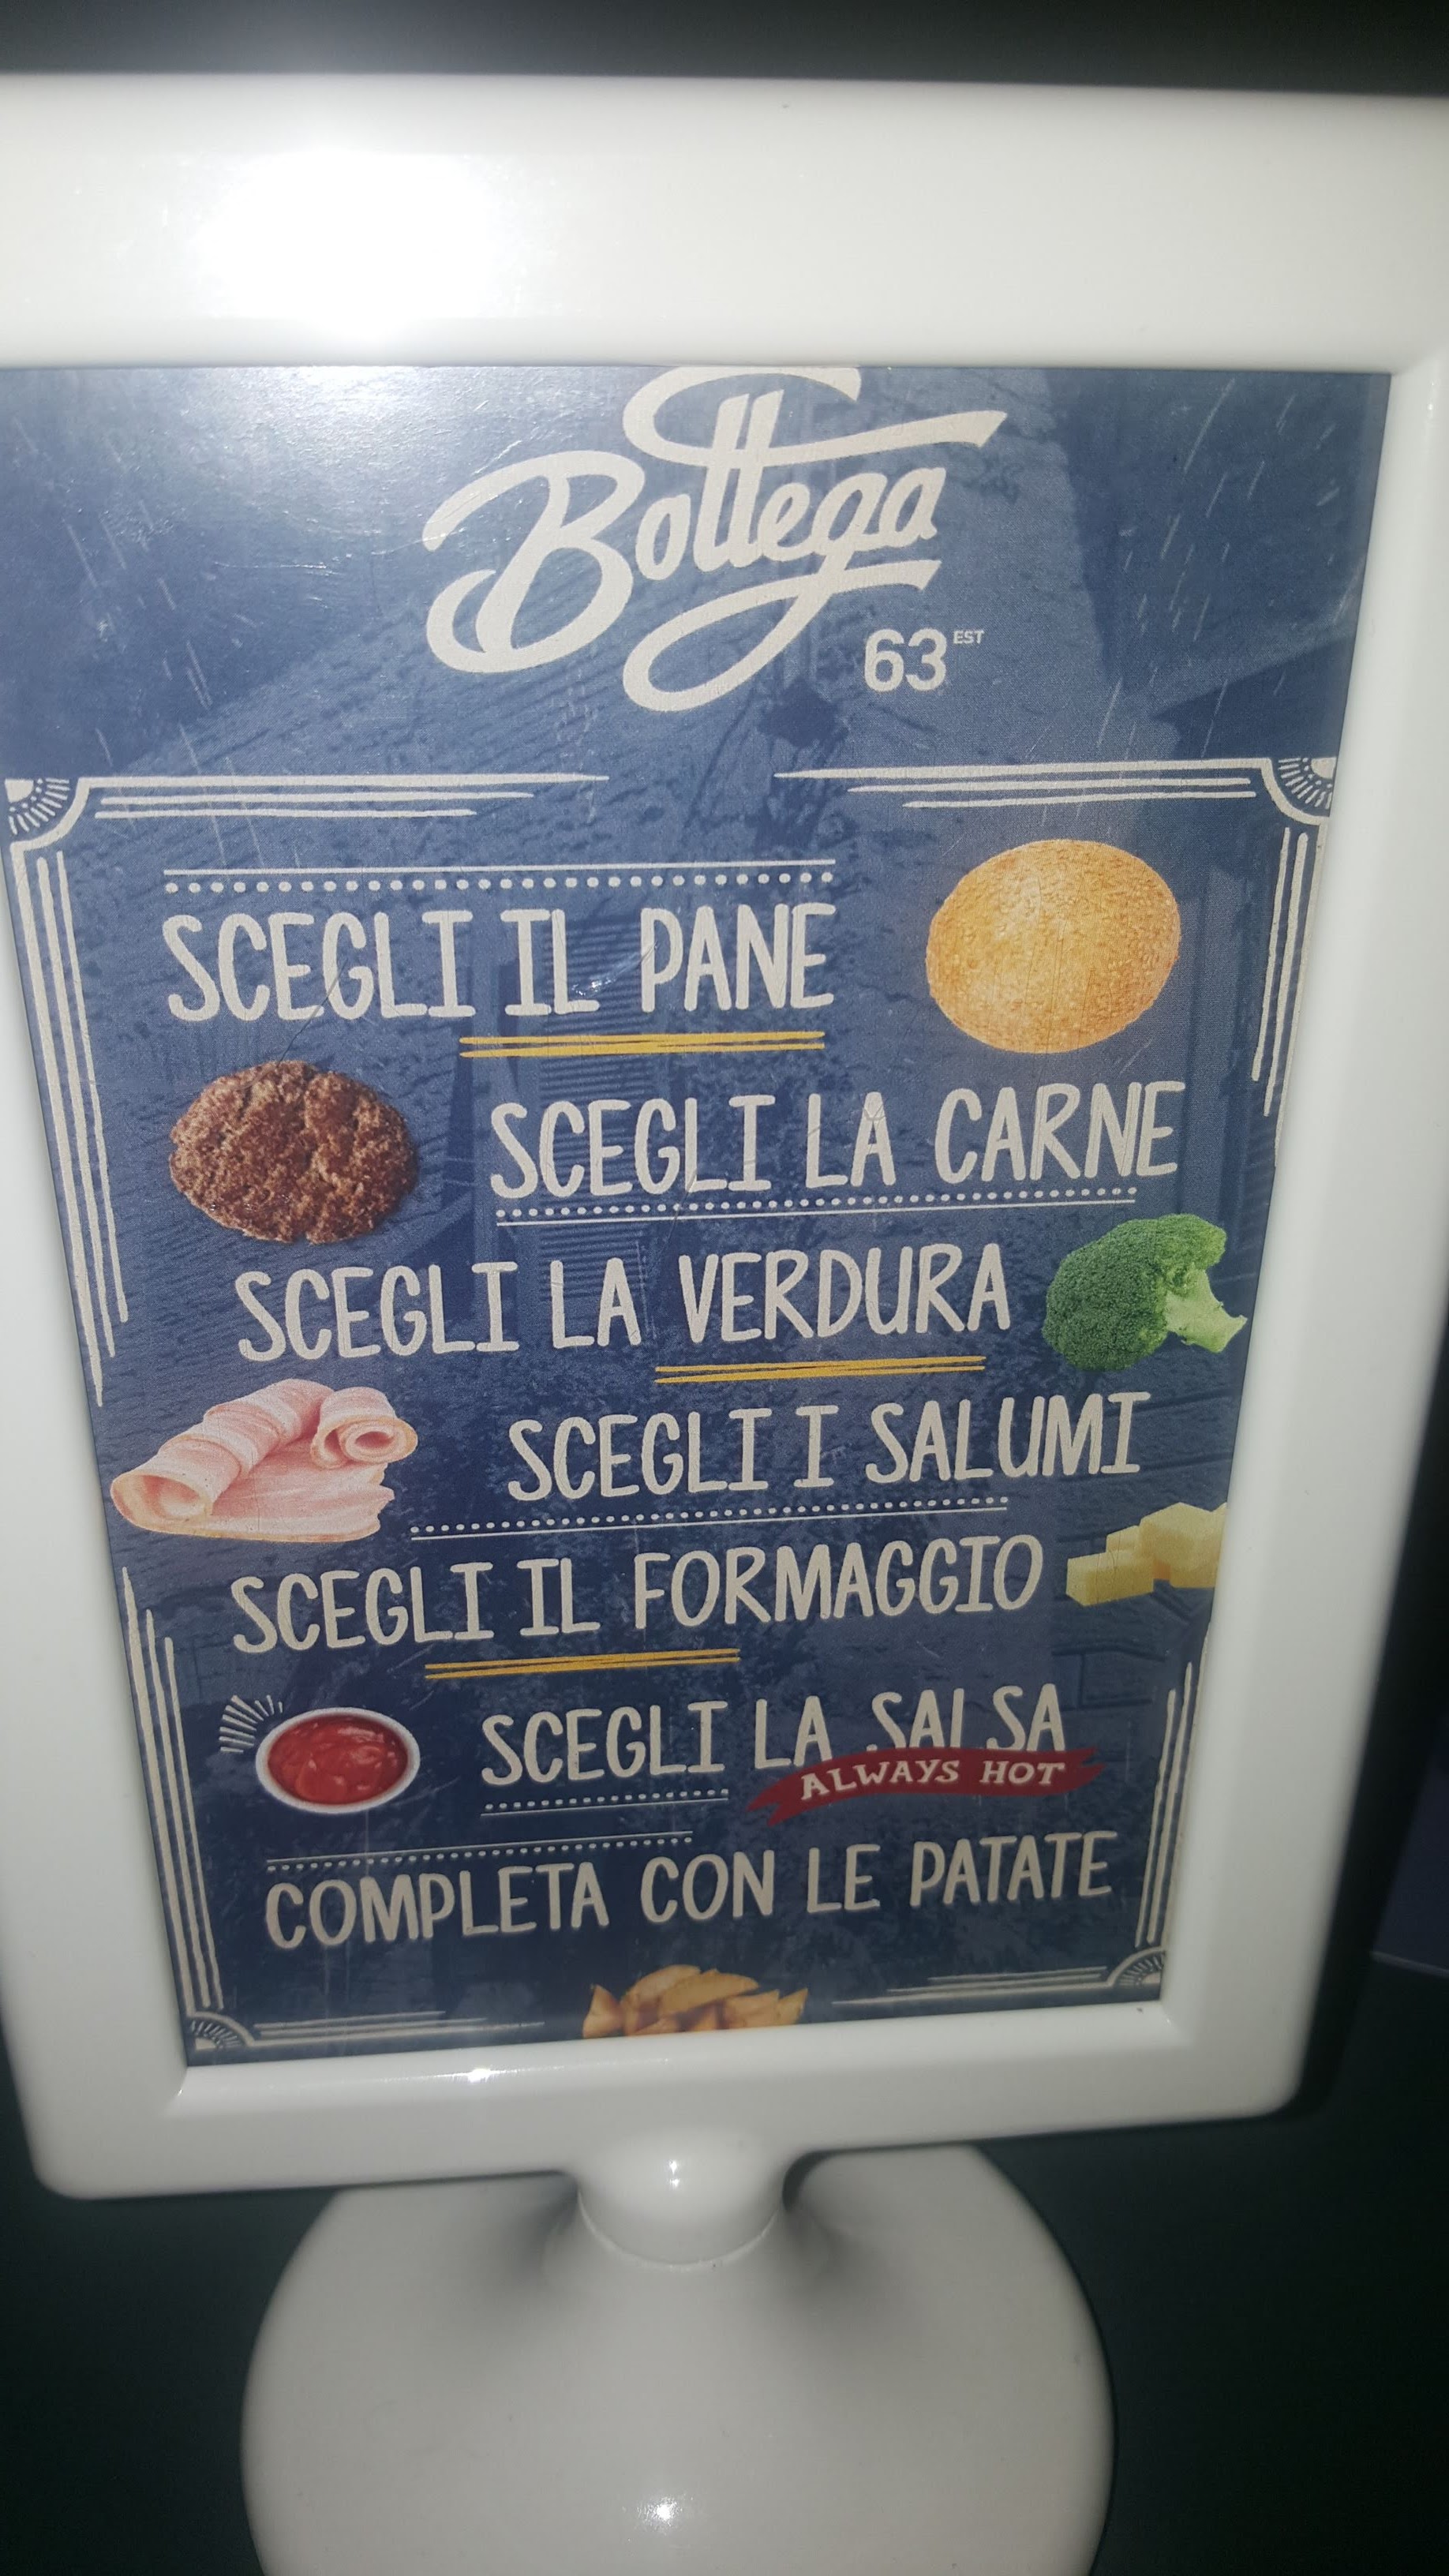 Bottega
63 EST
SCEGLI IL PANE
SCEGLI LA CARNE
SCEGLI LA VERDURA
SCEGLI I SALUMI
SCEGLI IL FORMAGGIO
SCEGLI LA SALSA
ALWAYS HOT
COMPLETA CON LE PATATE